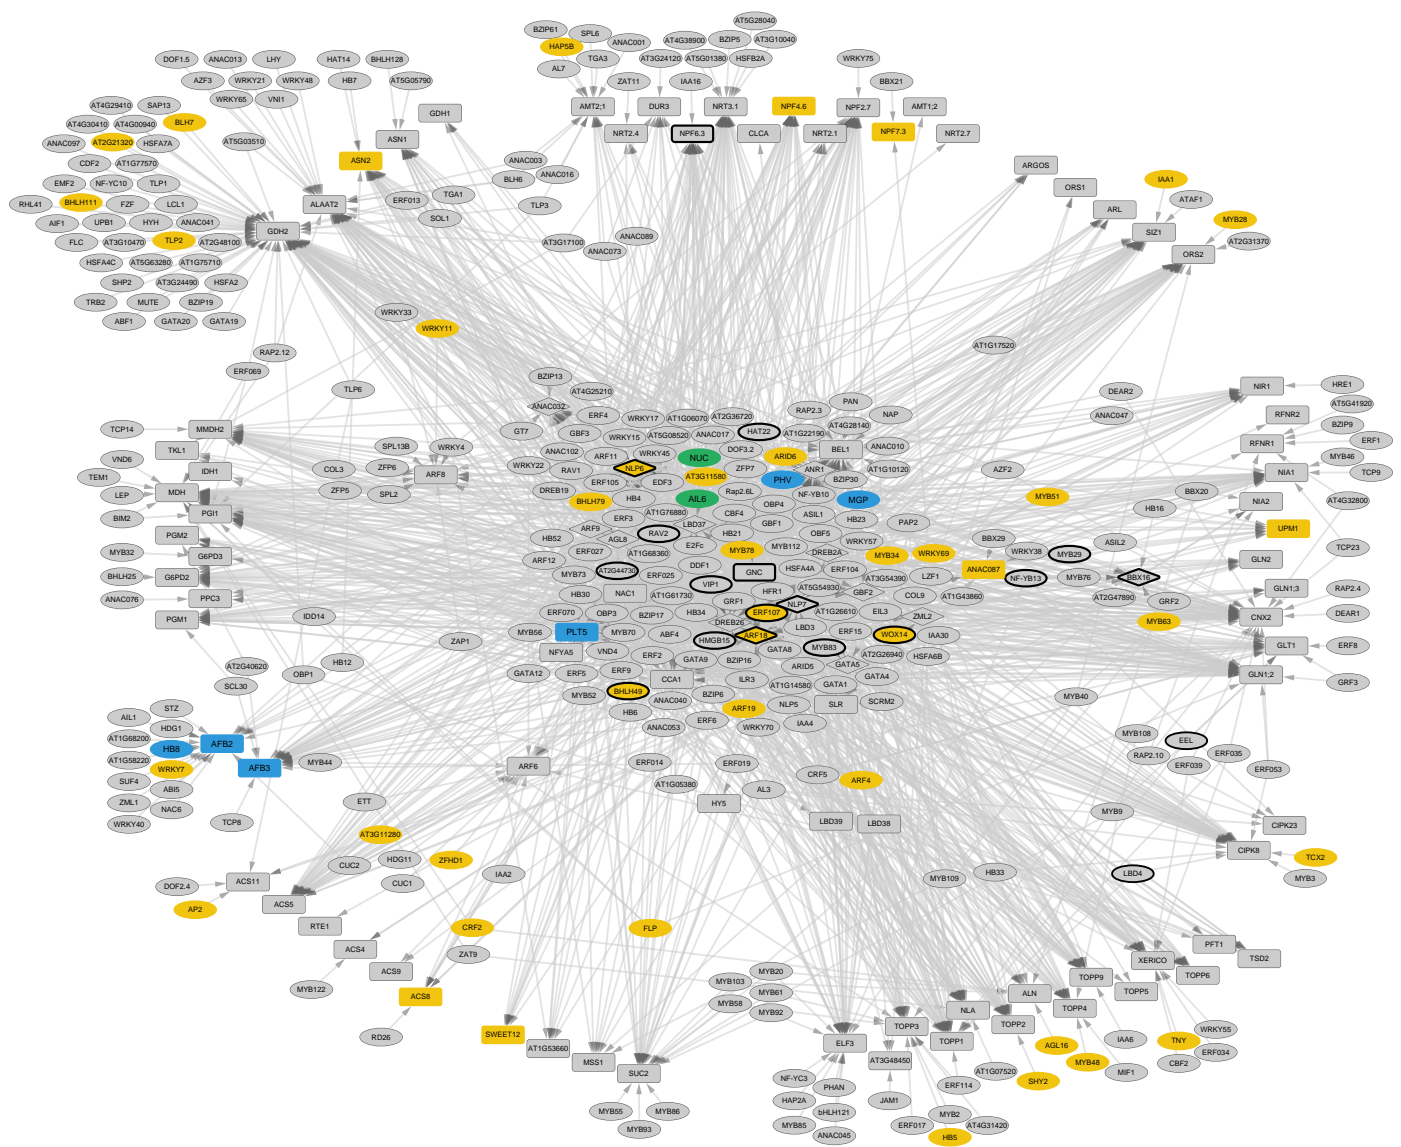 BZIP61
SPL6
HAP5B
ANAC001
TGA3
AL7
ZAT11
AMT2;1
NRT2.4
AT5G28040
AT4G38900
BZIP5
AT3G10040
AT3G24120
AT5G01380
HSFB2A
IAA16
DUR3
NRT3.1
NPF6.3
CLCA
NPF4.6
WRKY75
BBX21
NPF2.7
AMT1;2
NRT2.1
NPF7.3
NRT2.7
DOF1.5
ANAC013
LHY
AZF3
WRKY21
WRKY48
WRKY65
VNI1
HAT14
BHLH128
HB7
AT5G05790
GDH1
ASN1
ASN2
AT4G29410
SAP13
AT4G30410
AT4G00940
BLH7
ANAC097
AT2G21320
HSFA7A
AT5G03510
CDF2
AT1G77570
EMF2
NF-YC10
TLP1
RHL41
BHLH111
FZF
LCL1
AIF1
UPB1
HYH
ANAC041
FLC
AT3G10470
TLP2
AT2G48100
HSFA4C
AT5G63280
AT1G75710
SHP2
AT3G24490
HSFA2
TRB2
MUTE
BZIP19
ABF1
GATA20
GATA19
GDH2
ALAAT2
ANAC003
BLH6
ANAC016
TGA1
ERF013
TLP3
SOL1
AT3G17100
ANAC089
ANAC073
ARGOS
ORS1
ARL
IAA1
ATAF1
SIZ1
MYB28
AT2G31370
ORS2
WRKY33
WRKY11
RAP2.12
ERF069
TLP6
AT1G17520
DEAR2
ANAC047
NIR1
HRE1
RFNR2
AT5G41920
BZIP9
RFNR1
ERF1
MYB46
NIA1
TCP9
AZF2
MYB51
BBX20
HB16
NIA2
AT4G32800
UPM1
TCP14
MMDH2
TKL1
VND6
IDH1
TEM1
MDH
LEP
PGI1
BIM2
PGM2
MYB32
G6PD3
BHLH25
G6PD2
ANAC076
PPC3
PGM1
SPL13B
WRKY4
COL3
ZFP6
ARF8
ZFP5
SPL2
BZIP13
AT4G25210
ANAC032
ERF4
GT7
GBF3
WRKY17
AT1G06070
AT2G36720
WRKY15
AT5G08520
ANAC017
HAT22
RAP2.3
PAN
NAP
AT4G28140
AT1G22190
BEL1
ANAC010
ANAC102
ARF11
WRKY45
NUC
DOF3.2
ARID6
WRKY22
RAV1
NLP6
ZFP7
ANR1
AT1G10120
ERF105
EDF3
AT3G11580
PHV
BZIP30
DREB19
HB4
Rap2.6L
NF-YB10
MGP
BHLH79
AIL6
OBP4
AT1G76880
CBF4
ASIL1
HB23
ERF3
LBD37
GBF1
PAP2
ARF9
AGL8
RAV2
HB21
OBF5
HB52
E2Fc
MYB112
WRKY57
ERF027
AT1G68360
MYB78
DREB2A
MYB34
WRKY69
ARF12
DDF1
HSFA4A
ERF104
MYB73
AT2G44730
ERF025
GNC
AT3G54390
LZF1
BBX29
WRKY38
MYB29
ASIL2
ANAC087
NF-YB13
MYB76
BBX16
GLN2
TCP23
HB30
NAC1
AT1G61730
VIP1
HFR1
AT5G54930
GBF2
COL9
AT1G43860
AT2G47890
GRF2
GLN1;3
RAP2.4
ERF070
OBP3
BZIP17
HB34
GRF1
NLP7
AT1G26610
EIL3
ZML2
MYB63
CNX2
DEAR1
DREB26
ERF107
MYB56
PLT5
MYB70
ABF4
HMGB15
ARF18
LBD3
ERF15
WOX14
IAA30
GLT1
ERF8
NFYA5
VND4
ERF2
GATA9
GATA8
MYB83
AT2G26940
HSFA6B
GATA12
ERF5
ERF9
CCA1
BZIP16
ARID5
GATA5
GATA4
GLN1;2
GRF3
MYB52
BHLH49
BZIP6
ILR3
AT1G14580
GATA1
SCRM2
MYB40
HB6
ANAC040
ARF19
NLP5
SLR
ANAC053
ERF6
WRKY70
IAA4
IDD14
ZAP1
HB12
OBP1
AT2G40620
SCL30
AIL1
STZ
AT1G68200
HDG1
HB8
AFB2
AT1G58220
WRKY7
AFB3
SUF4
ABI5
ZML1
NAC6
WRKY40
TCP8
MYB44
ARF6
ERF014
AT1G05380
ERF019
AL3
HY5
CRF5
ARF4
LBD39
LBD38
MYB108
EEL
RAP2.10
ERF035
ERF039
ERF053
MYB9
CIPK23
CIPK8
TCX2
MYB3
LBD4
ETT
AT3G11280
CUC2
HDG11
ZFHD1
CUC1
IAA2
DOF2.4
ACS11
AP2
ACS5
RTE1
ACS4
CRF2
ZAT9
ACS9
MYB122
ACS8
RD26
FLP
SWEET12
AT1G53660
MSS1
SUC2
MYB55
MYB86
MYB93
MYB109
HB33
MYB20
MYB103
MYB61
MYB58
MYB92
PFT1
TSD2
XERICO
TOPP6
TOPP9
TOPP5
ALN
TOPP4
NLA
TOPP2
TOPP3
TOPP1
ELF3
AT3G48450
AGL16
MYB48
IAA6
MIF1
TNY
WRKY55
ERF034
CBF2
AT1G07520
SHY2
ERF114
NF-YC3
PHAN
HAP2A
bHLH121
JAM1
MYB85
ANAC045
ERF017
MYB2
AT4G31420
HB5